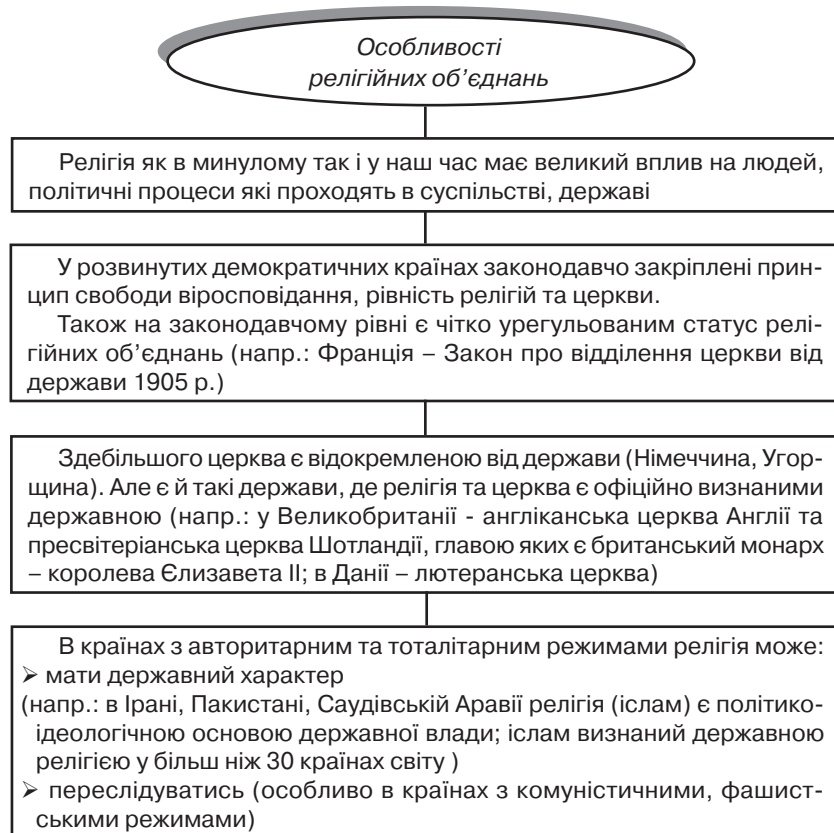 Особливості
релігійних об’єднань
Релігія як в минулому так і у наш час має великий вплив на людей,
політичні процеси які проходять в суспільстві, державі
У розвинутих демократичних країнах законодавчо закріплені прин-
цип свободи віросповідання, рівність релігій та церкви.
Також на законодавчому рівні є чітко урегульованим статус релі-
гійних об’єднань (напр.: Франція – Закон про відділення церкви від
держави 1905 р.)
Здебільшого церква є відокремленою від держави (Німеччина, Угор-
щина). Але є й такі держави, де релігія та церква є офіційно визнаними
державною (напр.: у Великобританії - англіканська церква Англії та
пресвітеріанська церква Шотландії, главою яких є британський монарх
– королева Єлизавета II; в Данії – лютеранська церква)
В країнах з авторитарним та тоталітарним режимами релігія може:
➢ мати державний характер
(напр.: в Ірані, Пакистані, Саудівській Аравії релігія (іслам) є політико-
ідеологічною основою державної влади; іслам визнаний державною
релігією у більш ніж 30 країнах світу )
➢ переслідуватись (особливо в країнах з комуністичними, фашист-
ськими режимами)